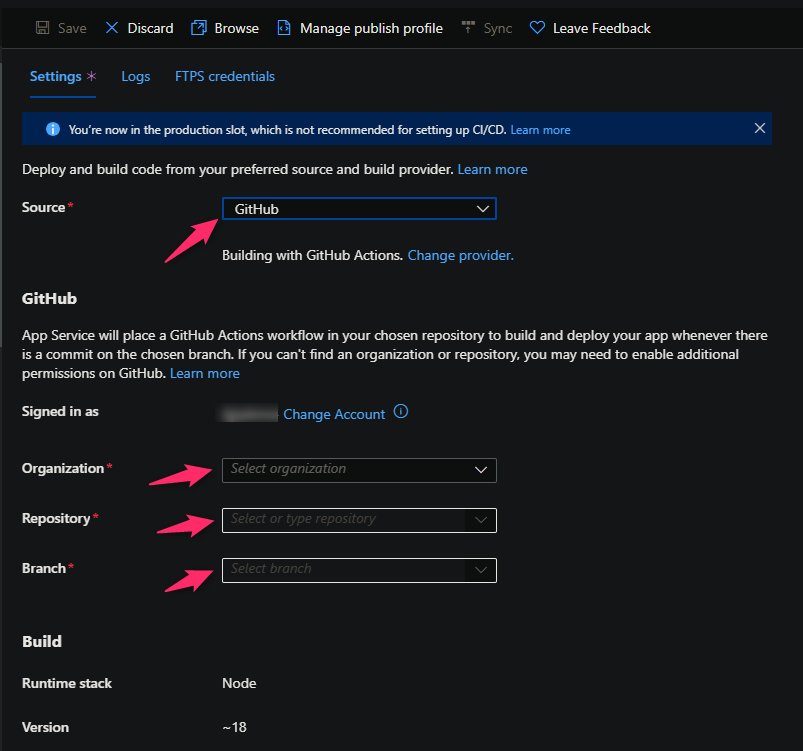 Save Discard Browse Manage publish profile Sync Leave Feedback
Settings * Logs FTPS credentials
You're now in the production slot, which is not recommended for setting up CI/CD. Learn more
Deploy and build code from your preferred source and build provider. Learn more
Source* GitHub
Building with GitHub Actions. Change provider.
GitHub
App Service will place a GitHub Actions workflow in your chosen repository to build and deploy your app whenever there
is a commit on the chosen branch. If you can't find an organization or repository, you may need to enable additional
permissions on GitHub. Learn more
Signed in as Change Account
Organization* Select organization
Repository* Select or type repository
Branch* Select branch
Build
Runtime stack Node
Version ~18